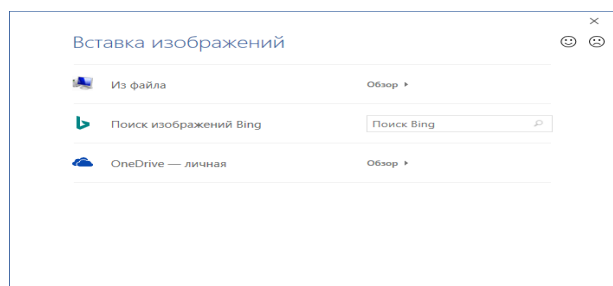 Вставка изображений
Из файла
Обзор
Поиск изображений Bing
Поиск Bing
OneDrive — личная
Обзор